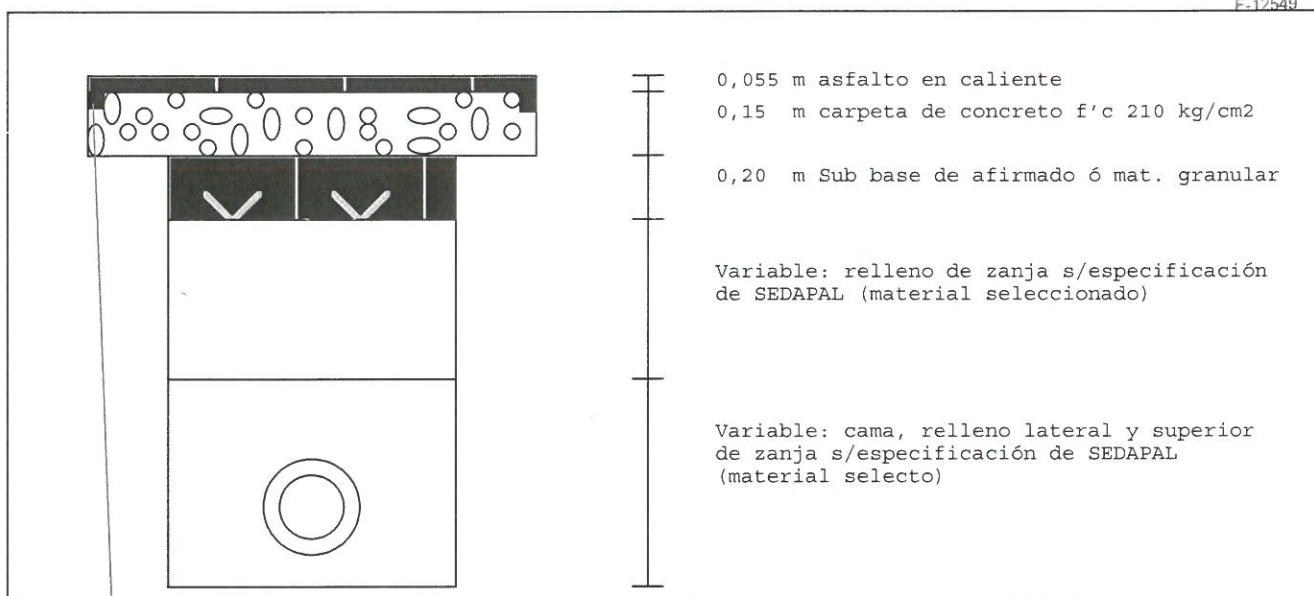 F-12549
0,055 m asfalto en caliente
0,15 m carpeta de concreto f'c 210 kg/cm2
0,20 m Sub base de afirmado ó mat. granular
Variable: relleno de zanja s/especificación
de SEDAPAL (material seleccionado)
Variable: cama, relleno lateral y superior
de zanja s/especificación de SEDAPAL
(material selecto)